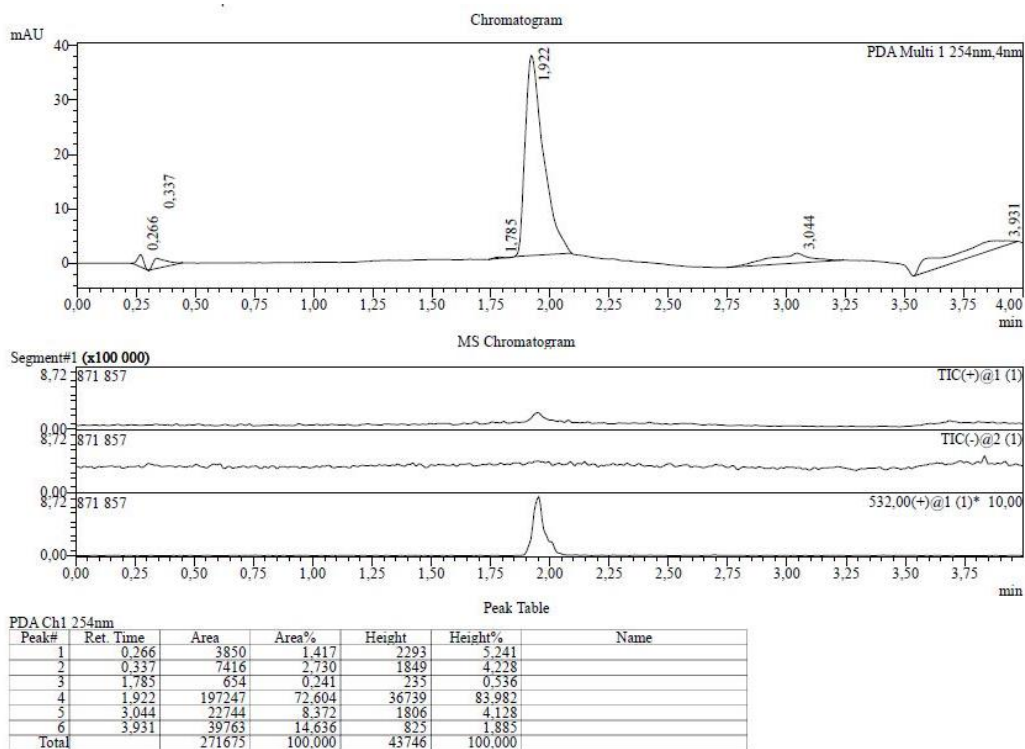 Chromatogram
mAU
PDA Multi 1 254nm,4nm
40
30
20
10
0
0,266
0,337
1,785
1,922
3,044
3,931
0,00 0,25 0,50 0,75 1,00 1,25 1,50 1,75 2,00 2,25 2,50 2,75 3,00 3,25 3,50 3,75 4,00
min
MS Chromatogram
Segment#1 (x100 000)
8,72 871 857 TIC(+)@1 (1)
0,00
8,72 871 857 TIC(-)@2 (1)
0,00
8,72 871 857 532,00(+)@1 (1)* 10,00
0,00
0,00 0,25 0,50 0,75 1,00 1,25 1,50 1,75 2,00 2,25 2,50 2,75 3,00 3,25 3,50 3,75
min
Peak Table
PDA Ch1 254nm
Peak# Ret. Time Area Area% Height Height% Name
1 0,266 3850 1,417 2293 5,241
2 0,337 7416 2,730 1849 4,228
3 1,785 654 0,241 235 0,536
4 1,922 197247 72,604 36739 83,982
5 3,044 22744 8,372 1806 4,128
6 3,931 39763 14,636 825 1,885
Total 271675 100,000 43746 100,000